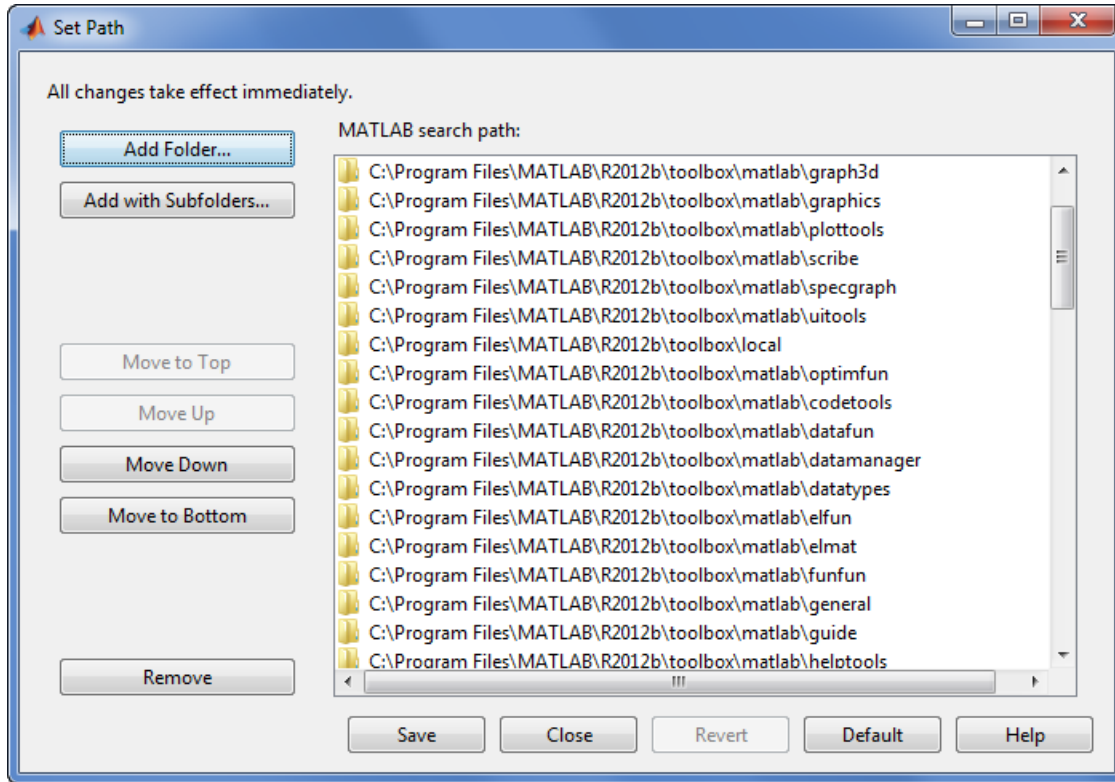 Set Path
All changes take effect immediately.
Add Folder...
Add with Subfolders...
Move to Top
Move Up
Move Down
Move to Bottom
Remove
MATLAB search path:
C:\Program Files\MATLAB\R2012b\toolbox\matlab\graph3d
C:\Program Files\MATLAB\R2012b\toolbox\matlab\graphics
C:\Program Files\MATLAB\R2012b\toolbox\matlab\plottools
C:\Program Files\MATLAB\R2012b\toolbox\matlab\scribe
C:\Program Files\MATLAB\R2012b\toolbox\matlab\specgraph
C:\Program Files\MATLAB\R2012b\toolbox\matlab\uitools
C:\Program Files\MATLAB\R2012b\toolbox\local
C:\Program Files\MATLAB\R2012b\toolbox\matlab\optimfun
C:\Program Files\MATLAB\R2012b\toolbox\matlab\codetools
C:\Program Files\MATLAB\R2012b\toolbox\matlab\datafun
C:\Program Files\MATLAB\R2012b\toolbox\matlab\datamanager
C:\Program Files\MATLAB\R2012b\toolbox\matlab\datatypes
C:\Program Files\MATLAB\R2012b\toolbox\matlab\elfun
C:\Program Files\MATLAB\R2012b\toolbox\matlab\elmat
C:\Program Files\MATLAB\R2012b\toolbox\matlab\funfun
C:\Program Files\MATLAB\R2012b\toolbox\matlab\general
C:\Program Files\MATLAB\R2012b\toolbox\matlab\guide
C:\Program Files\MATLAB\R2012b\toolbox\matlab\helptools
Save Close Revert Default Help